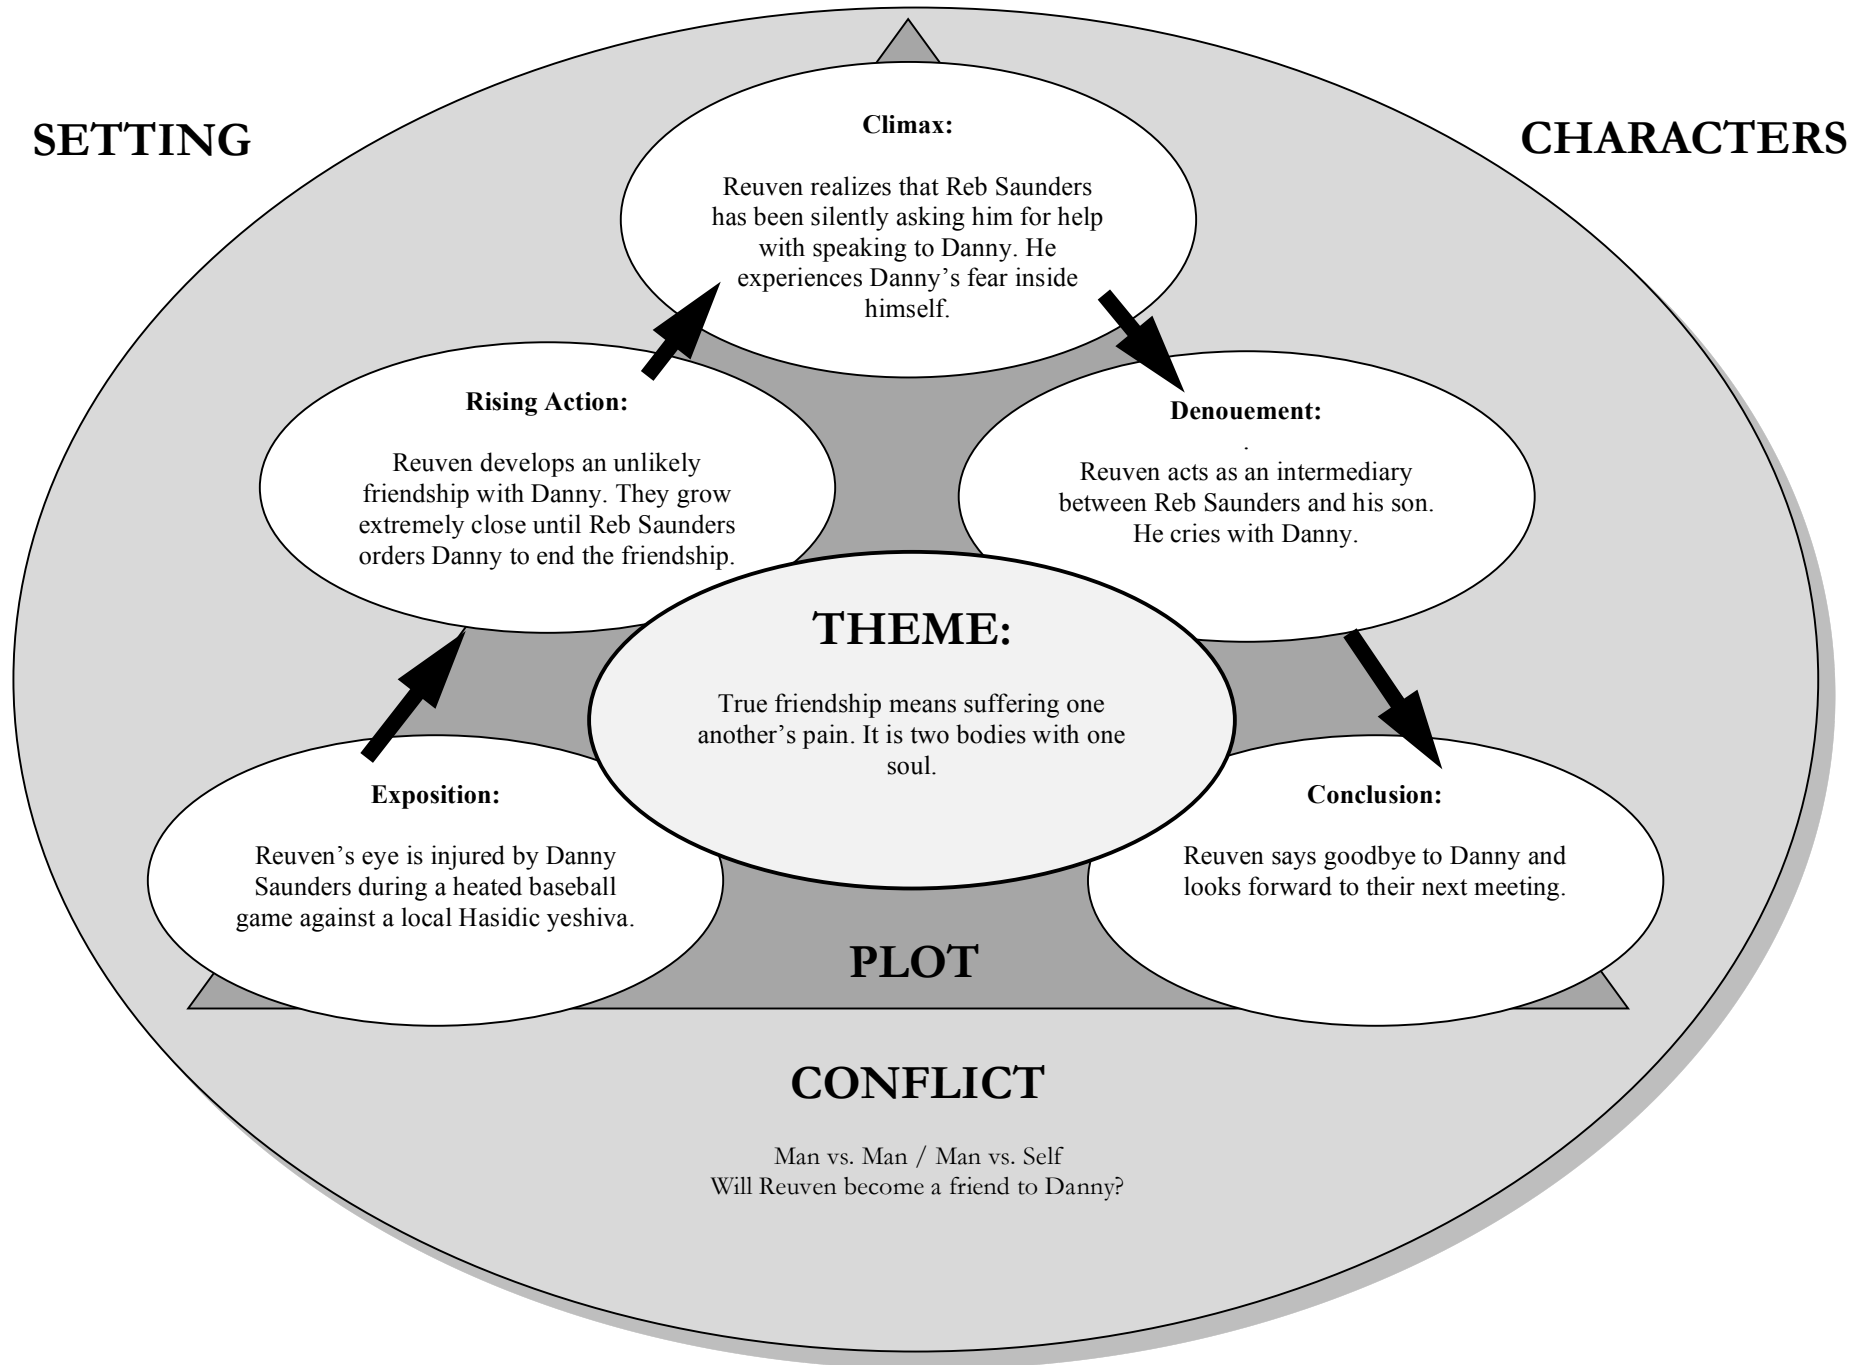 SETTING
CHARACTERS
Climax:
Reuven realizes that Reb Saunders
has been silently asking him for help
with speaking to Danny. He
experiences Danny’s fear inside
himself.
Rising Action:
Reuven develops an unlikely
friendship with Danny. They grow
extremely close until Reb Saunders
orders Danny to end the friendship.
Denouement:
.
Reuven acts as an intermediary
between Reb Saunders and his son.
He cries with Danny.
THEME:
True friendship means suffering one
another’s pain. It is two bodies with one
soul.
Exposition:
Reuven’s eye is injured by Danny
Saunders during a heated baseball
game against a local Hasidic yeshiva.
Conclusion:
Reuven says goodbye to Danny and
looks forward to their next meeting.
PLOT
CONFLICT
Man vs. Man / Man vs. Self
Will Reuven become a friend to Danny?